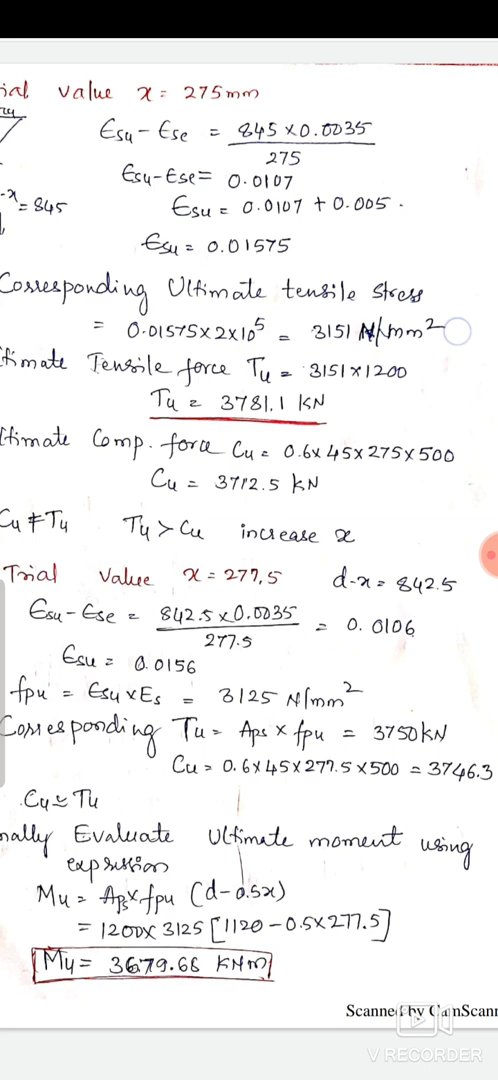 ial value x = 275mm
Esu - Ese = 845 x 0.0035
275
Esu - Ese = 0.0107
-x = 845
Esu = 0.0107 + 0.005.
Esu = 0.01575
Corresponding Ultimate tensile stress
= 0.01575 x 2x10^5 = 3151 N/mm²
timate Tensile force Tu = 3151 x 1200
Tu = 3781.1 KN
timate Comp. force Cu = 0.6 x 45 x 275 x 500
Cu = 3712.5 KN
Cu ≠ Tu Tu > Cu increase x
Trial value x = 277.5 d-x = 842.5
Esu - Ese = 842.5 x 0.0035 = 0.0106
277.5
Esu = 0.0156
fpu = Esu x Es = 3125 N/mm²
Corresponding Tu = Aps x fpu = 3750 KN
Cu = 0.6 x 45 x 277.5 x 500 = 3746.3
Cu ≃ Tu
nally Evaluate Ultimate moment using
expression
Mu = Aps x fpu (d - 0.5x)
= 1200 x 3125 [1120 - 0.5 x 277.5]
Mu = 3679.68 KNm
Scanned by CamScann
V RECORDER